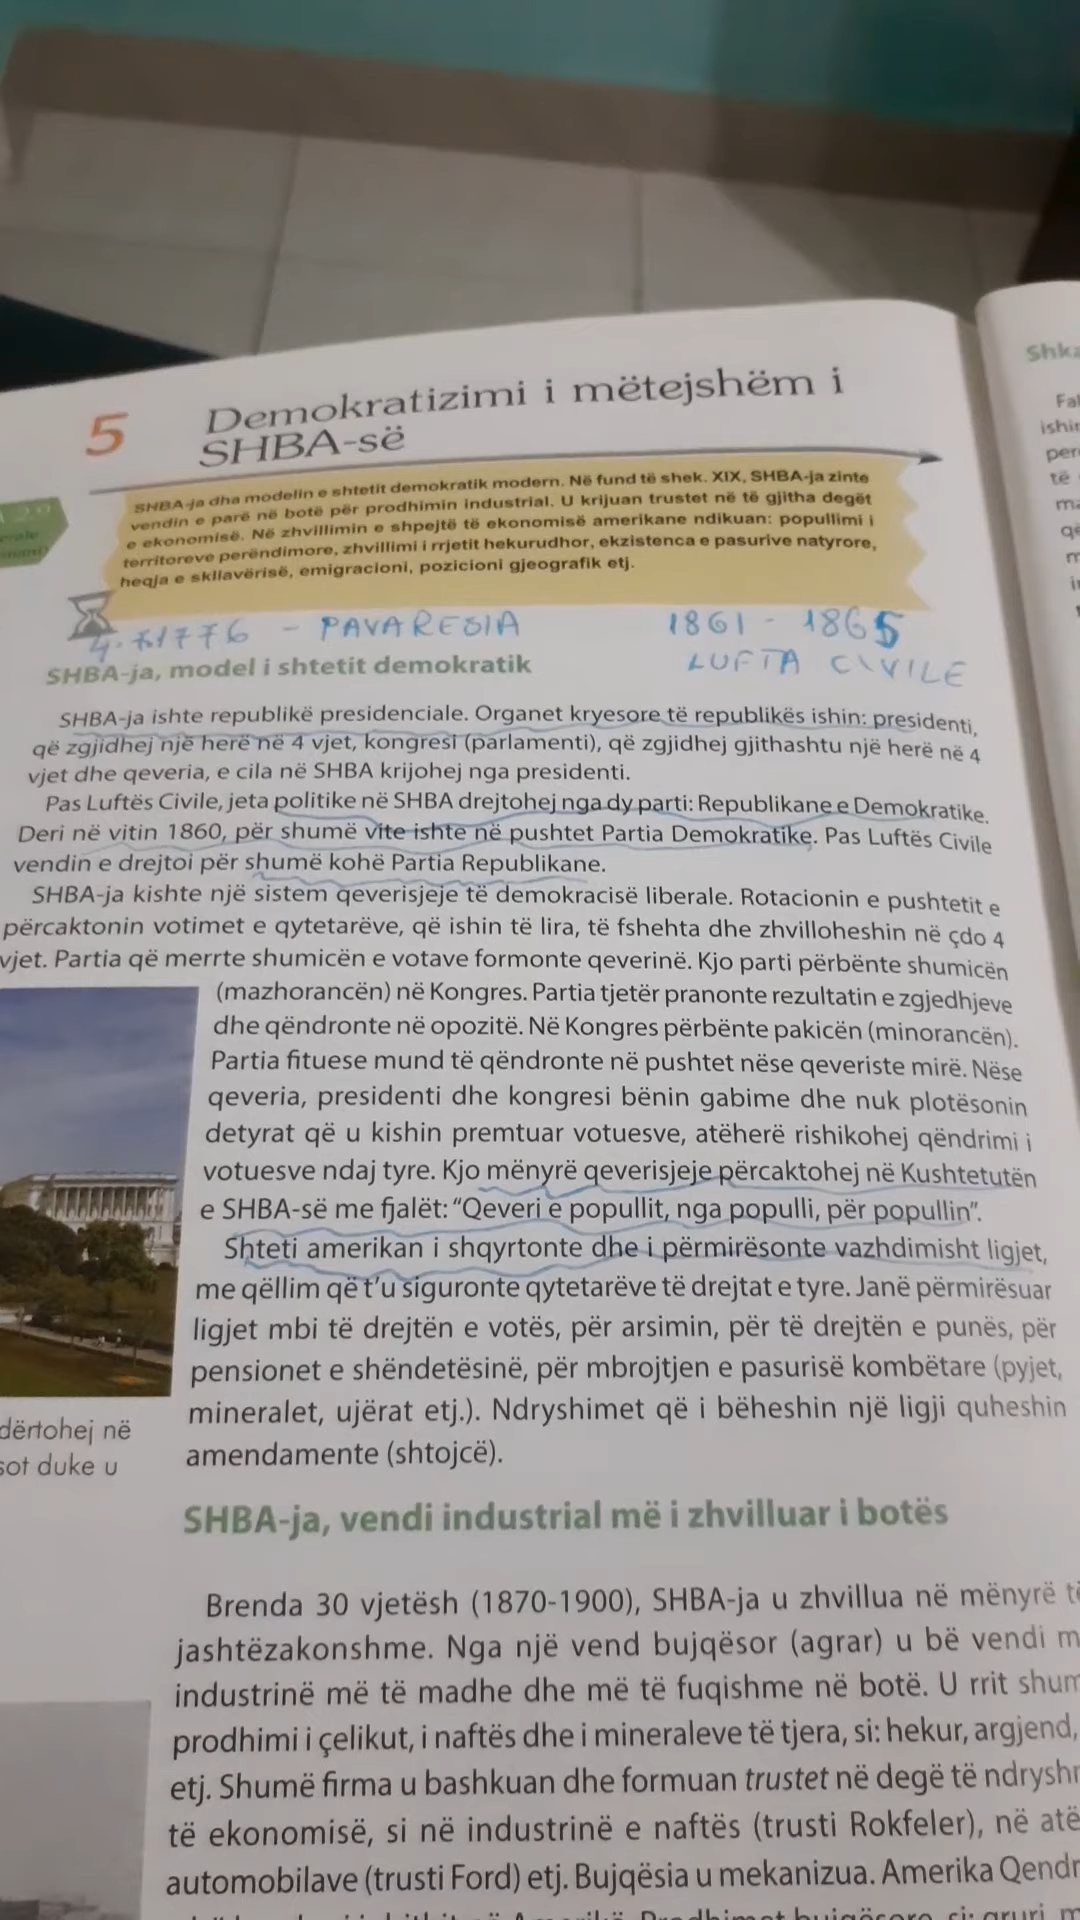 5
Demokratizimi i mëtejshëm i
SHBA-së
SHBA-ja dha modelin e shtetit demokratik modern. Në fund të shek. XIX, SHBA-ja zinte
vendin e parë në botë për prodhimin industrial. U krijuan trustet në të gjitha degët
e ekonomisë. Në zhvillimin e shpejtë të ekonomisë amerikane ndikuan: popullimi i
territoreve perëndimore, zhvillimi i rrjetit hekurudhor, ekzistenca e pasurive natyrore,
heqja e skllavërisë, emigracioni, pozicioni gjeografik etj.
1776 - PAVARESIA
1861 - 1865
LUFTA CIVILE
SHBA-ja, model i shtetit demokratik
SHBA-ja ishte republikë presidenciale. Organet kryesore të republikës ishin: presidenti,
që zgjidhej një herë në 4 vjet, kongresi (parlamenti), që zgjidhej gjithashtu një herë në 4
vjet dhe qeveria, e cila në SHBA krijohej nga presidenti.
Pas Luftës Civile, jeta politike në SHBA drejtohej nga dy parti: Republikane e Demokratike.
Deri në vitin 1860, për shumë vite ishte në pushtet Partia Demokratike. Pas Luftës Civile
vendin e drejtoi për shumë kohë Partia Republikane.
SHBA-ja kishte një sistem qeverisjeje të demokracisë liberale. Rotacionin e pushtetit e
përcaktonin votimet e qytetarëve, që ishin të lira, të fshehta dhe zhvilloheshin në çdo 4
vjet. Partia që merrte shumicën e votave formonte qeverinë. Kjo parti përbënte shumicën
(mazhorancën) në Kongres. Partia tjetër pranonte rezultatin e zgjedhjeve
dhe qëndronte në opozitë. Në Kongres përbënte pakicën (minorancën).
Partia fituese mund të qëndronte në pushtet nëse qeveriste mirë. Nëse
qeveria, presidenti dhe kongresi bënin gabime dhe nuk plotësonin
detyrat që u kishin premtuar votuesve, atëherë rishikohej qëndrimi i
votuesve ndaj tyre. Kjo mënyrë qeverisjeje përcaktohej në Kushtetutën
e SHBA-së me fjalët: "Qeveri e popullit, nga populli, për popullin".
Shteti amerikan i shqyrtonte dhe i përmirësonte vazhdimisht ligjet,
me qëllim që t'u siguronte qytetarëve të drejtat e tyre. Janë përmirësuar
ligjet mbi të drejtën e votës, për arsimin, për të drejtën e punës, për
pensionet e shëndetësinë, për mbrojtjen e pasurisë kombëtare (pyjet,
mineralet, ujërat etj.). Ndryshimet që i bëheshin një ligji quheshin
amendamente (shtojcë).
dërtohej në
sot duke u
SHBA-ja, vendi industrial më i zhvilluar i botës
Brenda 30 vjetësh (1870-1900), SHBA-ja u zhvillua në mënyrë
jashtëzakonshme. Nga një vend bujqësor (agrar) u bë vendi
industrinë më të madhe dhe më të fuqishme në botë. U rrit
prodhimi i çelikut, i naftës dhe i mineraleve të tjera, si: hekur, argjend,
etj. Shumë firma u bashkuan dhe formuan trustet në degë të
të ekonomisë, si në industrinë e naftës (trusti Rokfeler), në atë
automobilave (trusti Ford) etj. Bujqësia u mekanizua. Amerika
Shka
ishin